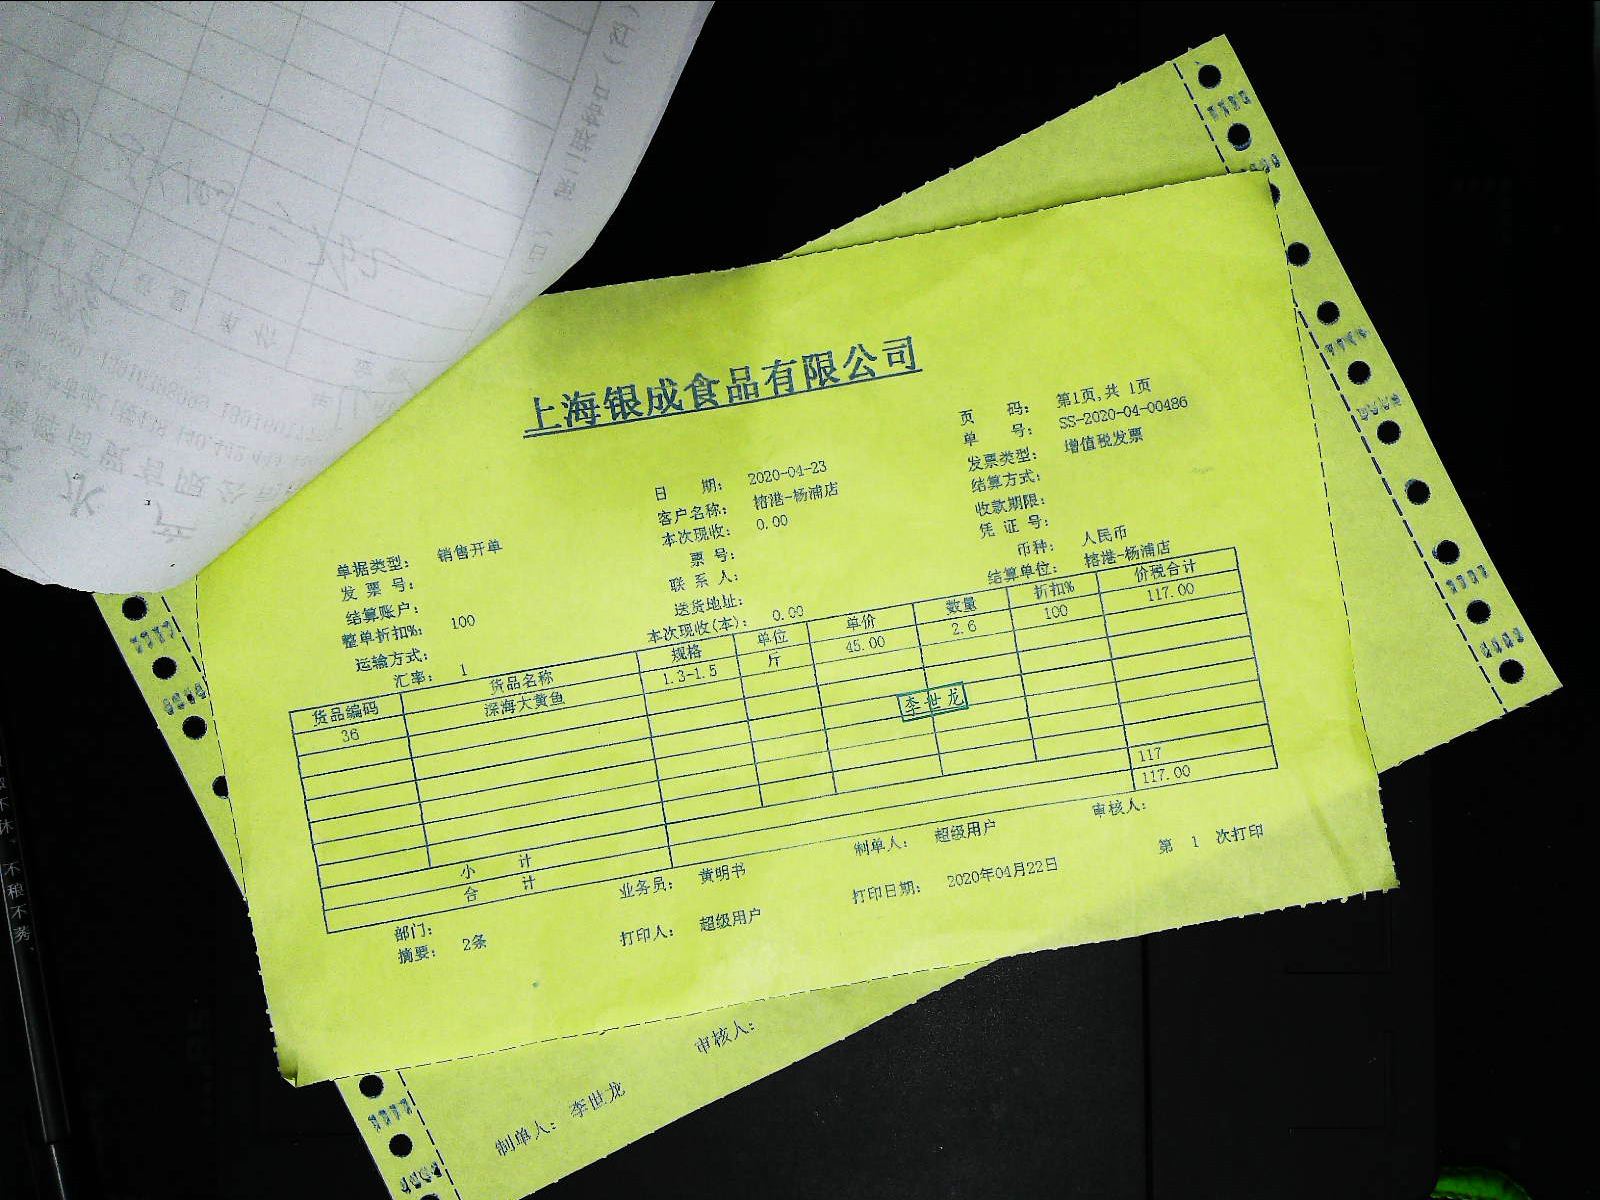 上海银成食品有限公司
页 码： 第1页,共 1页
单 号： SS-2020-04-00486
日 期： 2020-04-23 发票类型： 增值税发票
客户名称： 榕港-杨浦店 结算方式：
单据类型： 销售开单 本次现收： 0.00 收款期限：
发 票 号： 票 号： 凭 证 号：
结算账户： 联 系 人： 币种： 人民币
整单折扣%： 100 送货地址： 结算单位： 榕港-杨浦店
运输方式： 本次现收(本)： 0.00
汇率： 1
货品编码 货品名称 规格 单位 单价 数量 折扣% 价税合计
36 深海大黄鱼 1.3-1.5 斤 45.00 2.6 100 117.00
李世龙
小 计 117
合 计 117.00
部门： 业务员： 黄明书 制单人： 超级用户 审核人：
摘要： 2条 打印人： 超级用户 打印日期： 2020年04月22日 第 1 次打印
制单人： 李世龙 审核人：
不稂不莠、